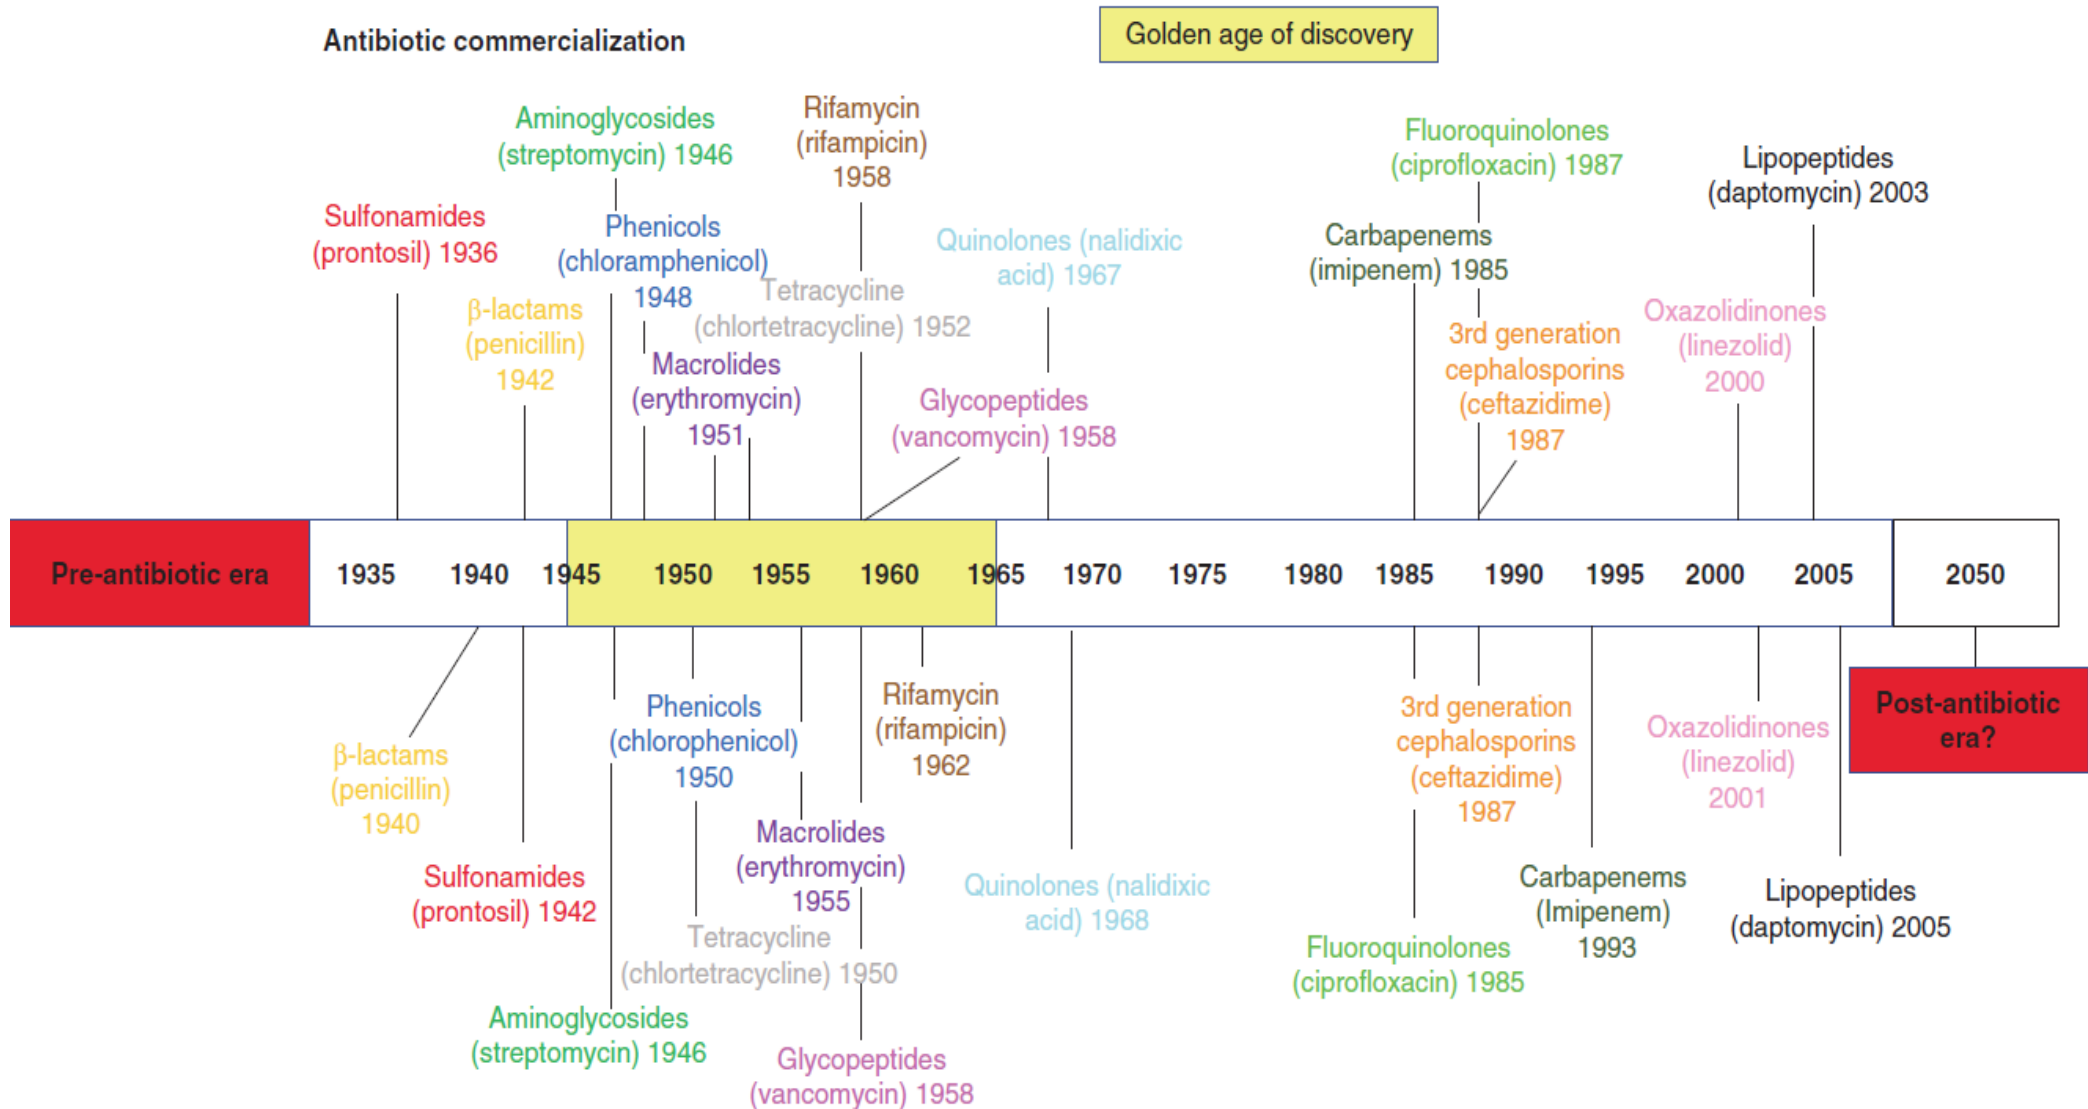 Antibiotic commercialization
Golden age of discovery
Aminoglycosides
(streptomycin) 1946
Rifamycin
(rifampicin)
1958
Fluoroquinolones
(ciprofloxacin) 1987
Lipopeptides
(daptomycin) 2003
Sulfonamides
(prontosil) 1936
Phenicols
(chloramphenicol)
1948
Quinolones (nalidixic
acid) 1967
Carbapenems
(imipenem) 1985
β-lactams
(penicillin)
1942
Tetracycline
(chlortetracycline) 1952
Oxazolidinones
(linezolid)
2000
Macrolides
(erythromycin)
1951
Glycopeptides
(vancomycin) 1958
3rd generation
cephalosporins
(ceftazidime)
1987
Pre-antibiotic era
1935
1940
1945
1950
1955
1960
1965
1970
1975
1980
1985
1990
1995
2000
2005
2050
β-lactams
(penicillin)
1940
Phenicols
(chlorophenicol)
1950
Rifamycin
(rifampicin)
1962
3rd generation
cephalosporins
(ceftazidime)
1987
Oxazolidinones
(linezolid)
2001
Post-antibiotic
era?
Sulfonamides
(prontosil) 1942
Macrolides
(erythromycin)
1955
Quinolones (nalidixic
acid) 1968
Carbapenems
(Imipenem)
1993
Lipopeptides
(daptomycin) 2005
Tetracycline
(chlortetracycline) 1950
Fluoroquinolones
(ciprofloxacin) 1985
Aminoglycosides
(streptomycin) 1946
Glycopeptides
(vancomycin) 1958